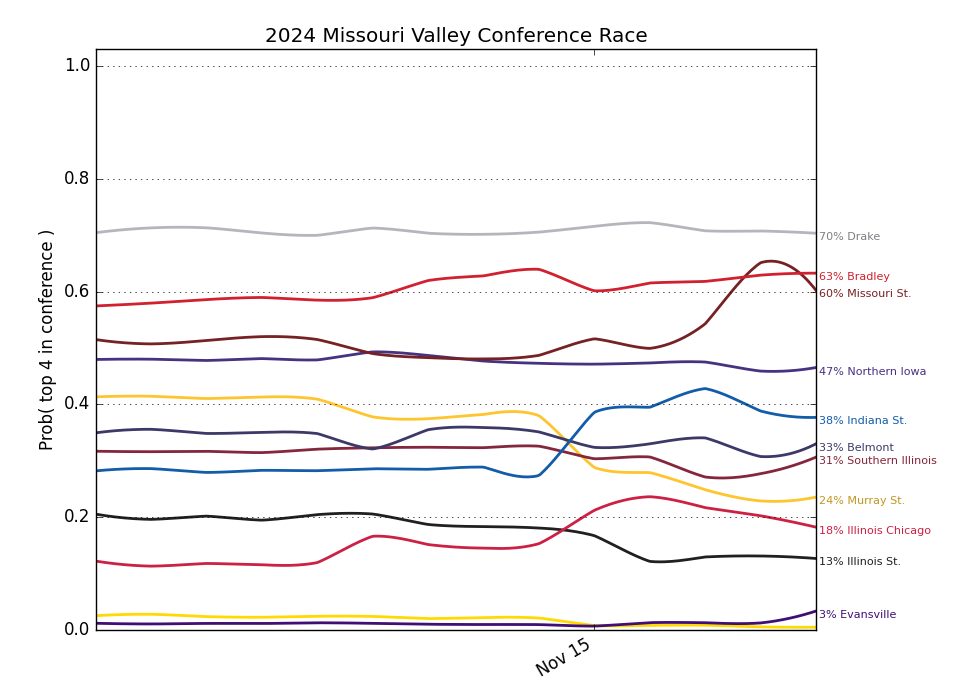 2024 Missouri Valley Conference Race
1.0
0.8
0.6
0.4
0.2
0.0
Prob( top 4 in conference )
Nov 15
70% Drake
63% Bradley
60% Missouri St.
47% Northern Iowa
38% Indiana St.
33% Belmont
31% Southern Illinois
24% Murray St.
18% Illinois Chicago
13% Illinois St.
3% Evansville